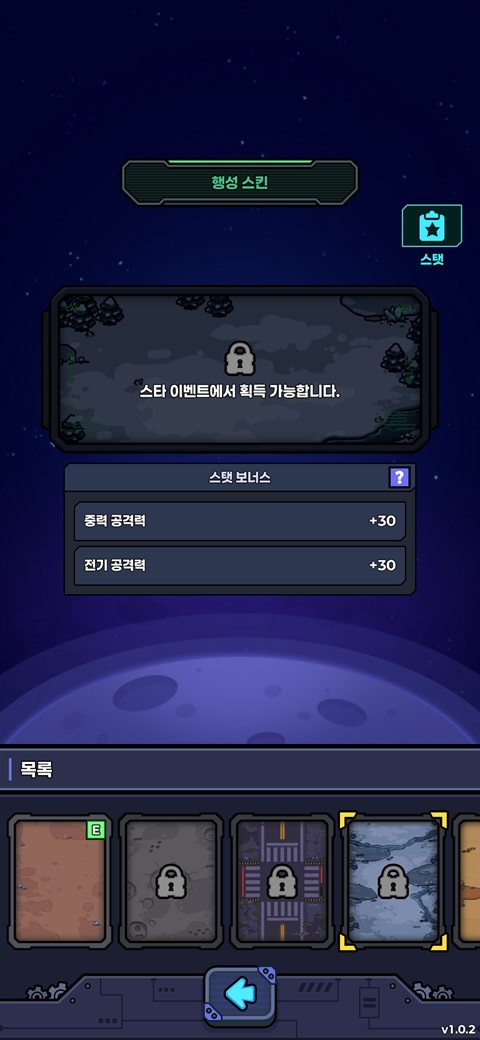 행성 스킨
스탯
스타 이벤트에서 획득 가능합니다.
스탯 보너스
?
중력 공격력 +30
전기 공격력 +30
목록
E
v1.0.2